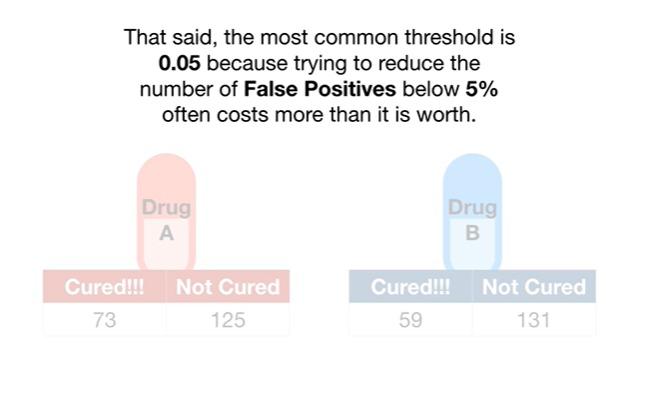 That said, the most common threshold is
0.05 because trying to reduce the
number of False Positives below 5%
often costs more than it is worth.
Drug
A
Cured!!! Not Cured
73 125
Drug
B
Cured!!! Not Cured
59 131